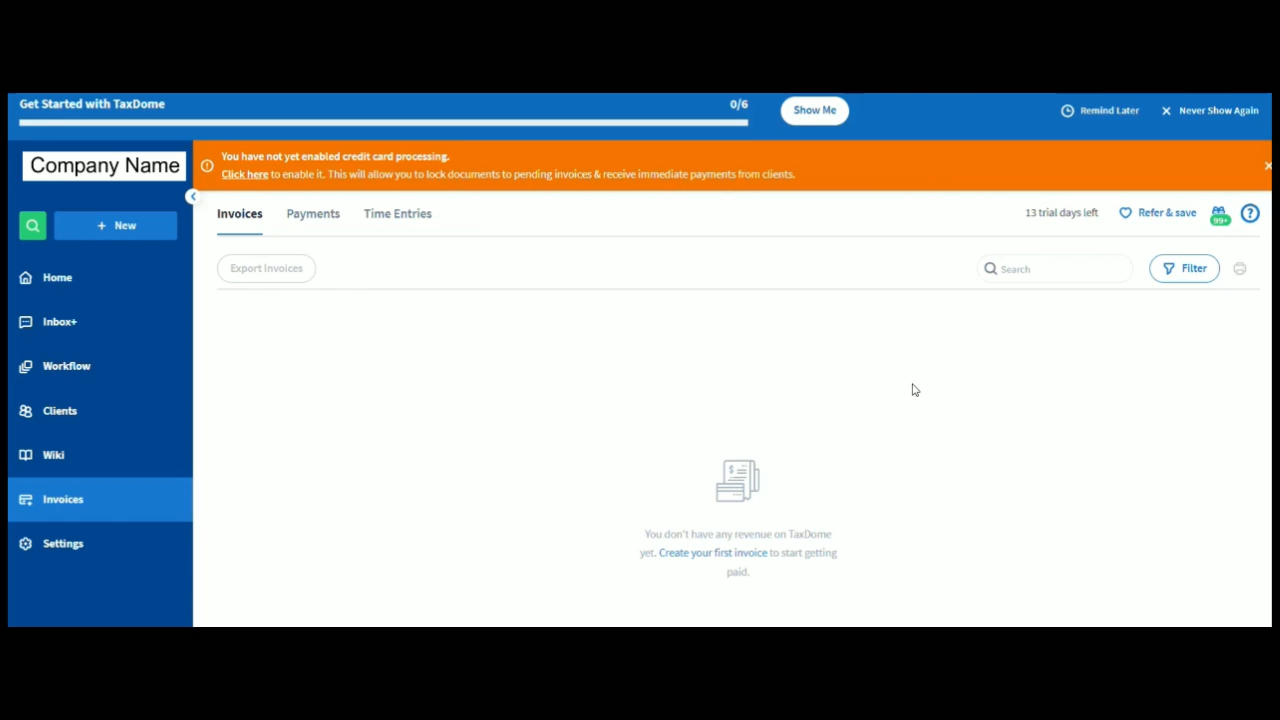 Get Started with TaxDome
0/6
Show Me
Remind Later
Never Show Again
Company Name
You have not yet enabled credit card processing.
Click here to enable it. This will allow you to lock documents to pending invoices & receive immediate payments from clients.
+ New
Invoices
Payments
Time Entries
13 trial days left
Refer & save
99+
?
Export Invoices
Search
Filter
Home
Inbox+
Workflow
Clients
Wiki
Invoices
Settings
$
You don't have any revenue on TaxDome
yet. Create your first invoice to start getting
paid.